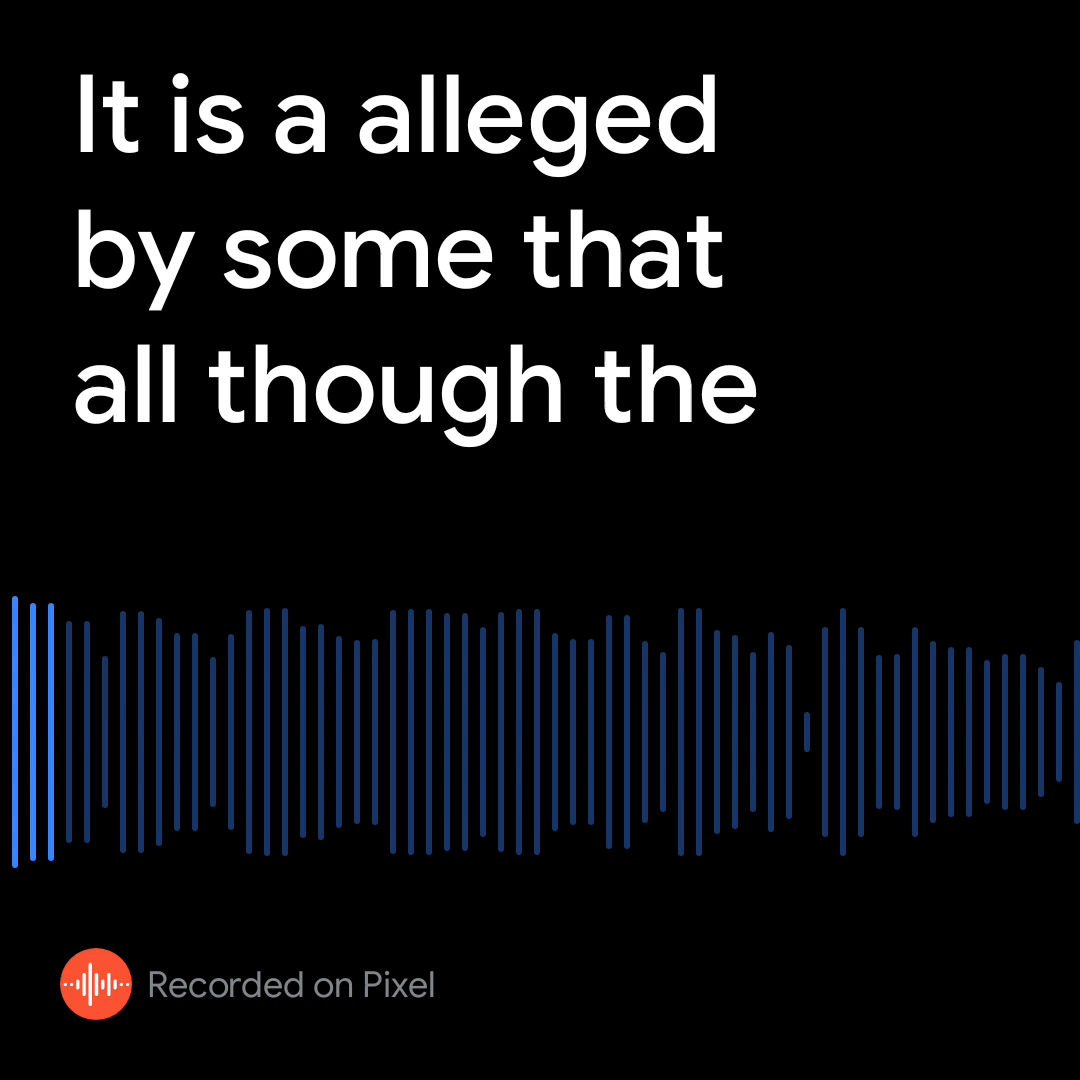 It is a alleged
by some that
all though the
Recorded on Pixel